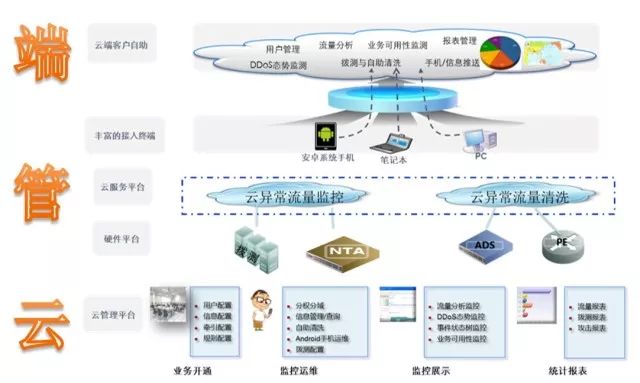 端
云端客户自助
用户管理
流量分析
业务可用性监测
报表管理
DDoS态势监测
拨测与自助清洗
手机/信息推送
丰富的接人终端
安卓系统手机
笔记本
PC
管
云服务平台
云异常流量监控
云异常流量清洗
硬件平台
拨测
NTA
ADS
PE
云
云管理平台
用户配置
信息配置
牵引配置
规则配置
业务开通
分权分域
信息管理/查询
自助清洗
Android手机运维
拨测配置
监控运维
流量分析监控
DDoS态势监控
事件状态树监控
业务可用性监控
监控展示
流量报表
拨测报表
攻击报表
统计报表